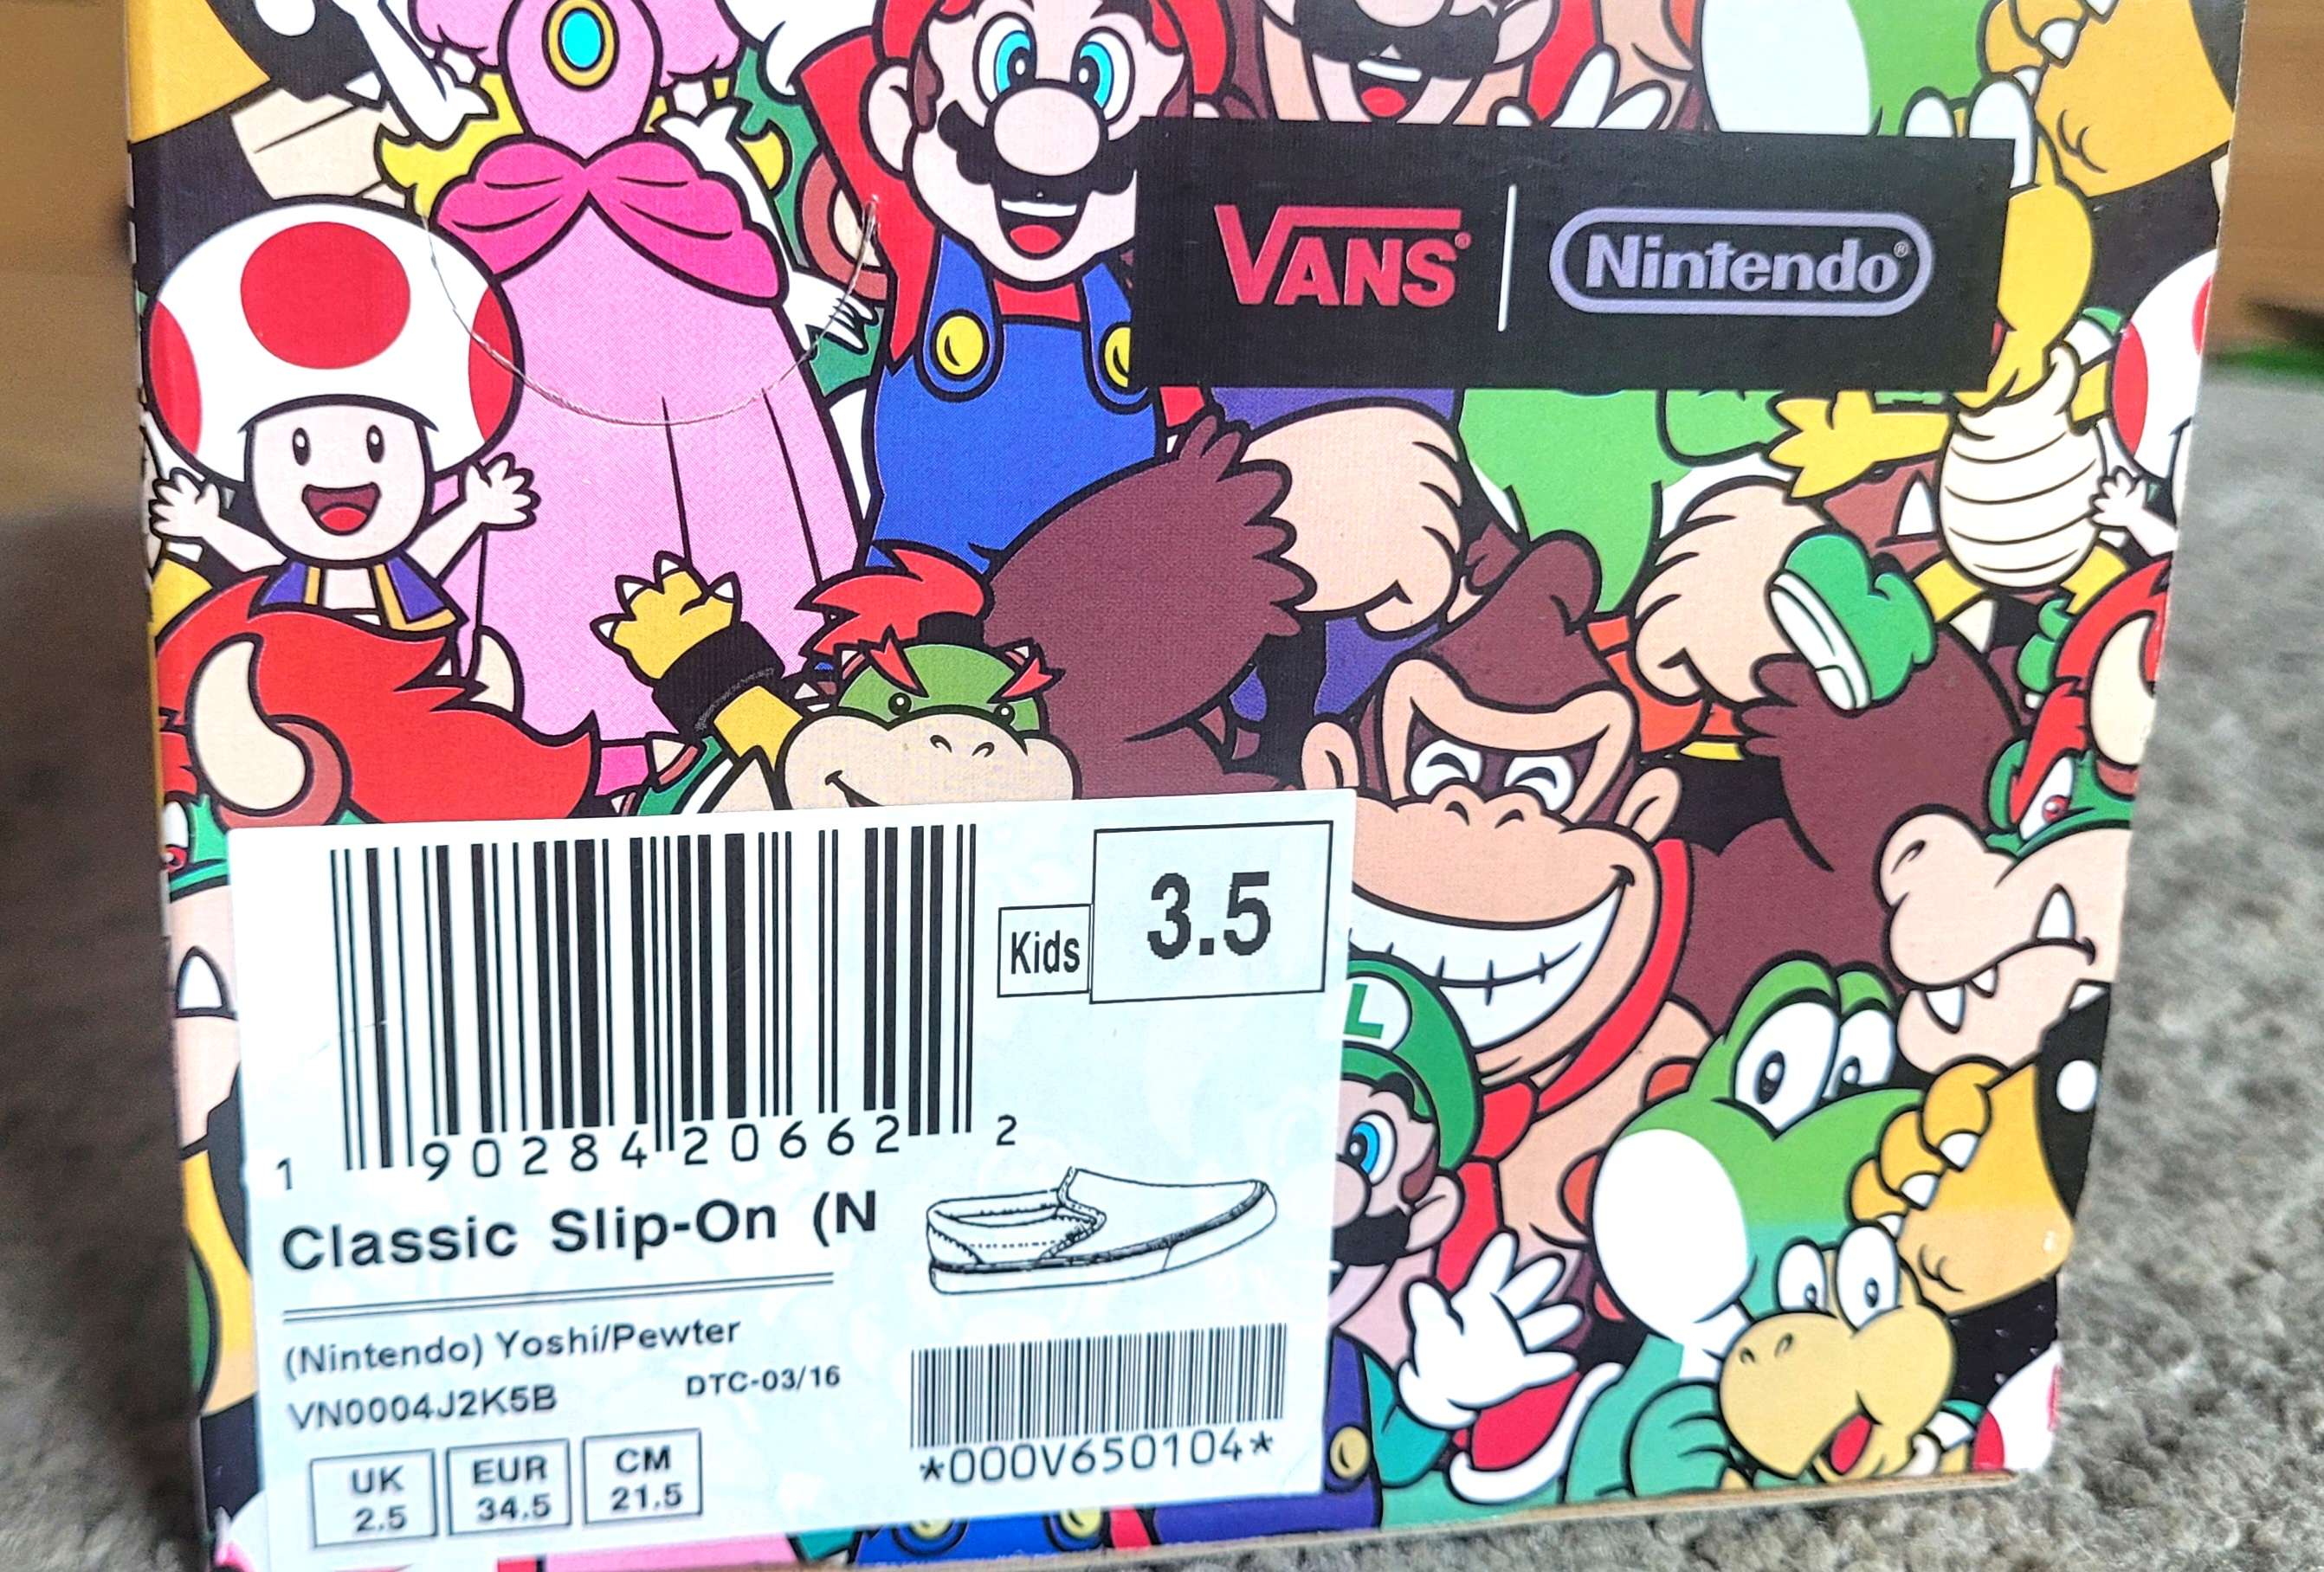 VANS® | Nintendo®
Kids 3.5
1 90284 20662 2
Classic Slip-On (N
(Nintendo) Yoshi/Pewter
VN0004J2K5B DTC-03/16
*000V650104*
UK EUR CM
2.5 34.5 21.5
L